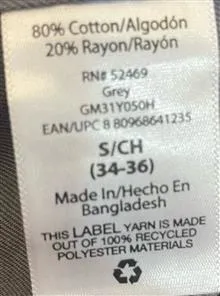 80% Cotton/Algodón
20% Rayon/Rayón
RN# 52469
Grey
GM31Y050H
EAN/UPC 8 80968641235
S/CH
(34-36)
Made In/Hecho En
Bangladesh
THIS LABEL YARN IS MADE
OUT OF 100% RECYCLED
POLYESTER MATERIALS